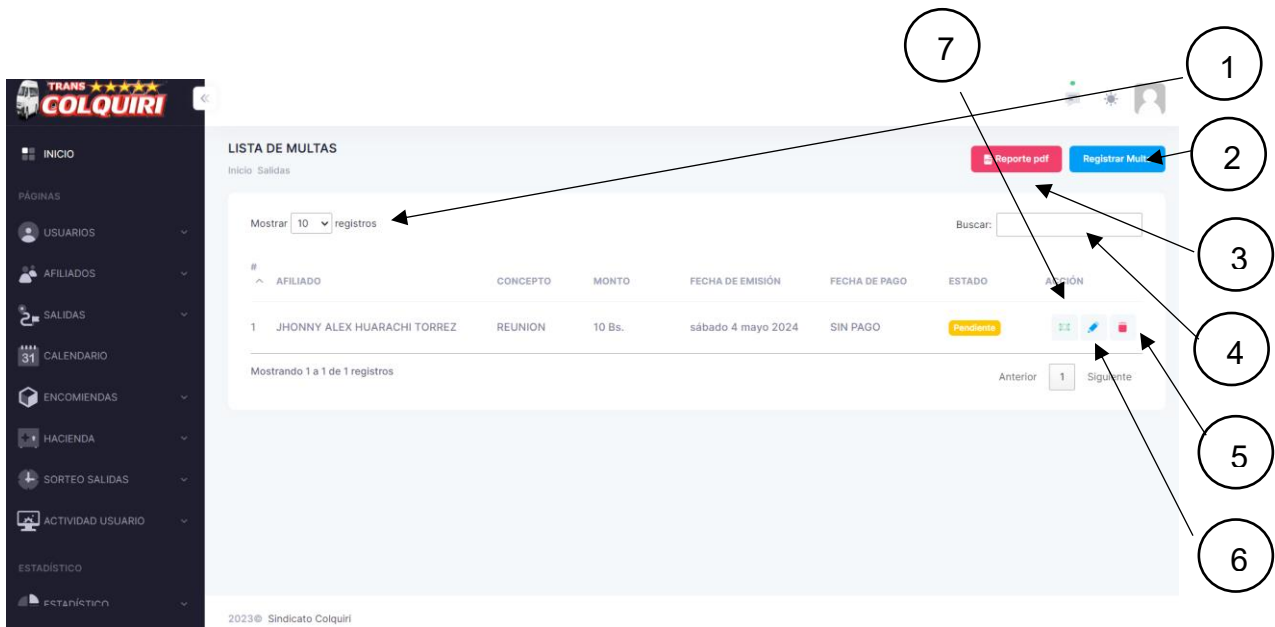 7
1
TRANS
COLQUIRI
INICIO
LISTA DE MULTAS
Reporte pdf
Registrar Mult
2
Inicio Salidas
PÁGINAS
USUARIOS
Mostrar 10 registros
Buscar:
3
AFILIADOS
# AFILIADO CONCEPTO MONTO FECHA DE EMISIÓN FECHA DE PAGO ESTADO ACCIÓN
SALIDAS
1 JHONNY ALEX HUARACHI TORREZ REUNION 10 Bs. sábado 4 mayo 2024 SIN PAGO Pendiente
4
31 CALENDARIO
Mostrando 1 a 1 de 1 registros
Anterior 1 Siguiente
ENCOMIENDAS
HACIENDA
5
SORTEO SALIDAS
ACTIVIDAD USUARIO
6
ESTADÍSTICO
ESTADÍSTICO
2023© Sindicato Colquiri